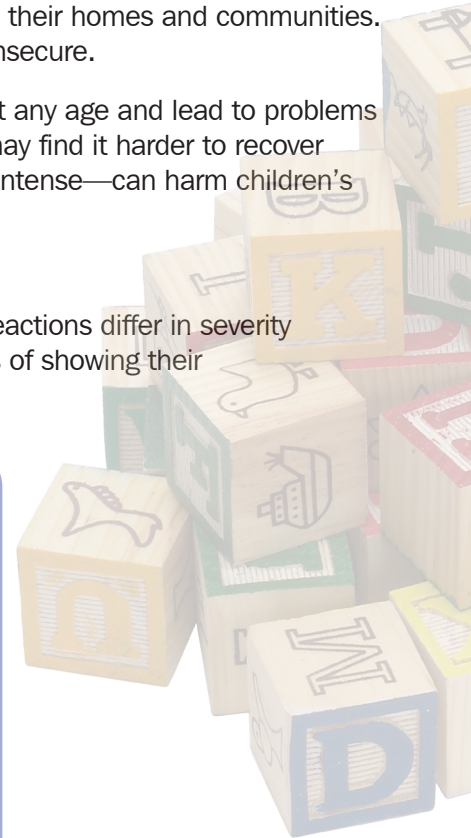 their homes and communities.
nsecure.
t any age and lead to problems
ay find it harder to recover
ntense—can harm children's
eactions differ in severity
s of showing their
B
K
I
M
D